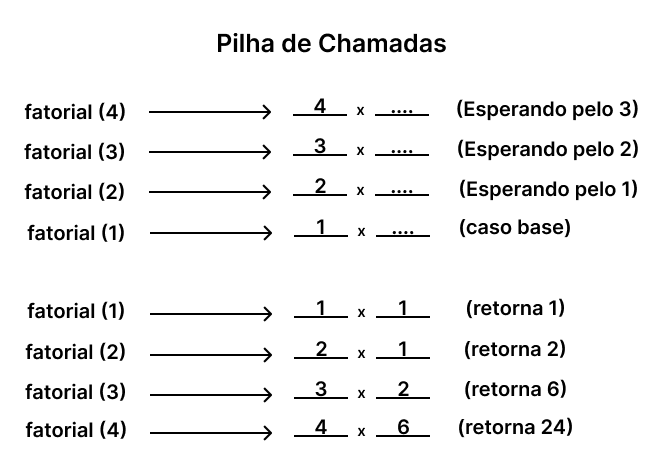 Pilha de Chamadas
fatorial (4) 4 x .... (Esperando pelo 3)
fatorial (3) 3 x .... (Esperando pelo 2)
fatorial (2) 2 x .... (Esperando pelo 1)
fatorial (1) 1 x .... (caso base)
fatorial (1) 1 x 1 (retorna 1)
fatorial (2) 2 x 1 (retorna 2)
fatorial (3) 3 x 2 (retorna 6)
fatorial (4) 4 x 6 (retorna 24)